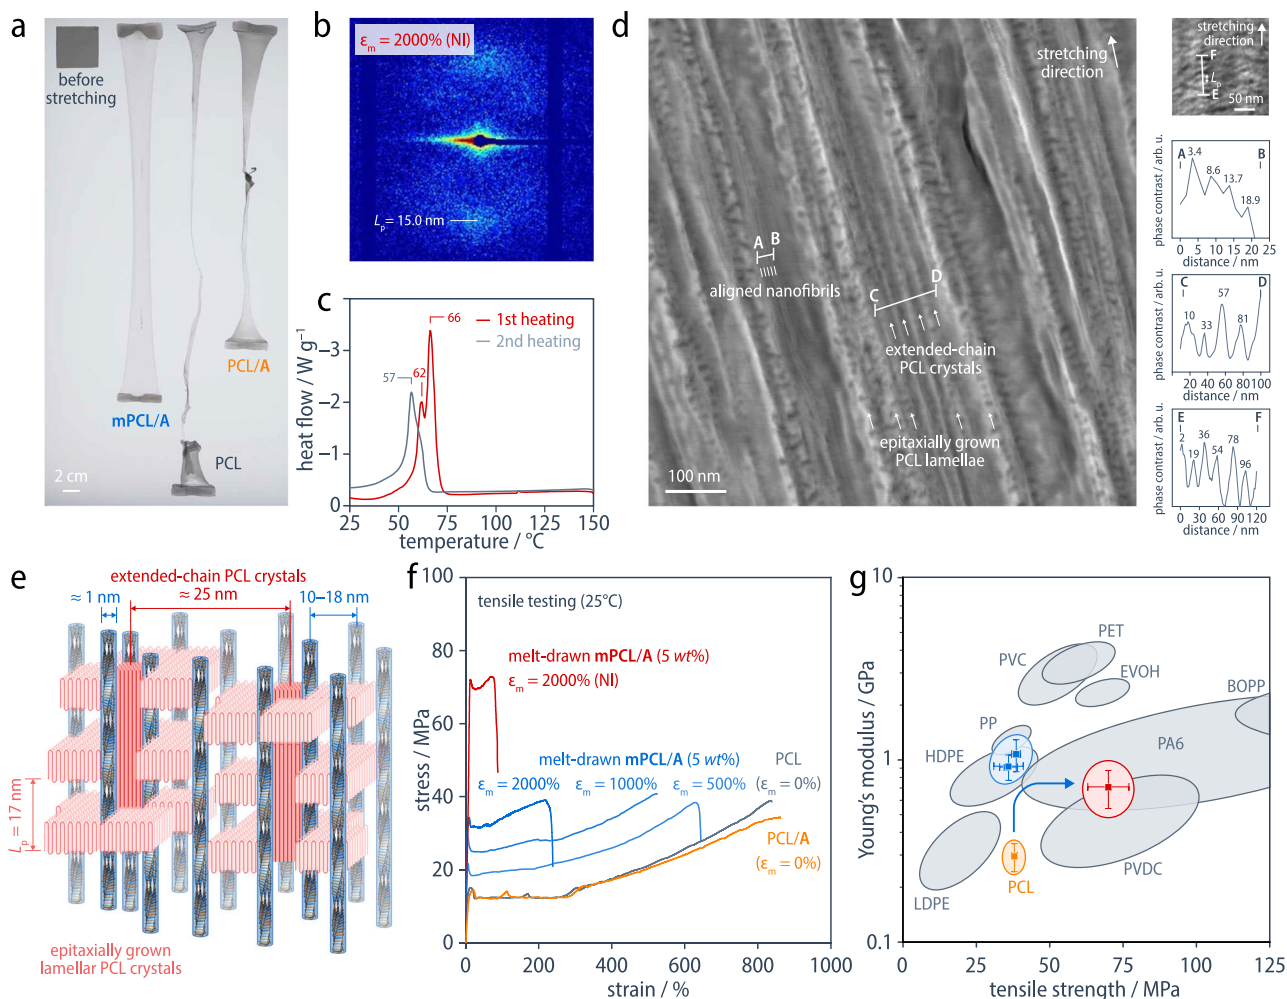 a
before
stretching
mPCL/A
PCL/A
PCL
2 cm
b
εm = 2000% (NI)
Lp = 15.0 nm
c
66
1st heating
2nd heating
57
62
heat flow / W g⁻¹
−3
−2
−1
0
25
50
75
100
125
150
temperature / °C
d
stretching
direction
A
B
aligned nanofibrils
C
D
extended-chain
PCL crystals
epitaxially grown
PCL lamellae
100 nm
stretching
direction
F
Lp
E
50 nm
phase contrast / arb. u.
A
B
3.4
8.6
13.7
18.9
0 5 10 15 20 25
distance / nm
phase contrast / arb. u.
C
D
10
33
57
81
20 40 60 80 100
distance / nm
phase contrast / arb. u.
E
F
2
19
36
54
78
96
0 30 60 90 120
distance / nm
e
extended-chain PCL crystals
≈ 1 nm
≈ 25 nm
10–18 nm
Lp = 17 nm
epitaxially grown
lamellar PCL crystals
f
100
80
60
40
20
0
stress / MPa
tensile testing (25°C)
melt-drawn mPCL/A (5 wt%)
εm = 2000% (NI)
melt-drawn mPCL/A (5 wt%)
εm = 2000%
εm = 1000%
εm = 500%
PCL
(εm = 0%)
PCL/A
(εm = 0%)
0 200 400 600 800 1000
strain / %
g
10
1
0.1
Young's modulus / GPa
PET
PVC
EVOH
BOPP
PP
HDPE
PA6
PCL
PVDC
LDPE
0 25 50 75 100 125
tensile strength / MPa